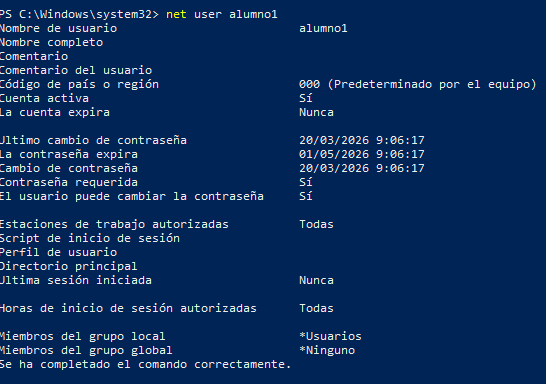 PS C:\Windows\system32> net user alumno1
Nombre de usuario alumno1
Nombre completo
Comentario
Comentario del usuario
Código de país o región 000 (Predeterminado por el equipo)
Cuenta activa Sí
La cuenta expira Nunca
Ultimo cambio de contraseña 20/03/2026 9:06:17
La contraseña expira 01/05/2026 9:06:17
Cambio de contraseña 20/03/2026 9:06:17
Contraseña requerida Sí
El usuario puede cambiar la contraseña Sí
Estaciones de trabajo autorizadas Todas
Script de inicio de sesión
Perfil de usuario
Directorio principal
Ultima sesión iniciada Nunca
Horas de inicio de sesión autorizadas Todas
Miembros del grupo local *Usuarios
Miembros del grupo global *Ninguno
Se ha completado el comando correctamente.